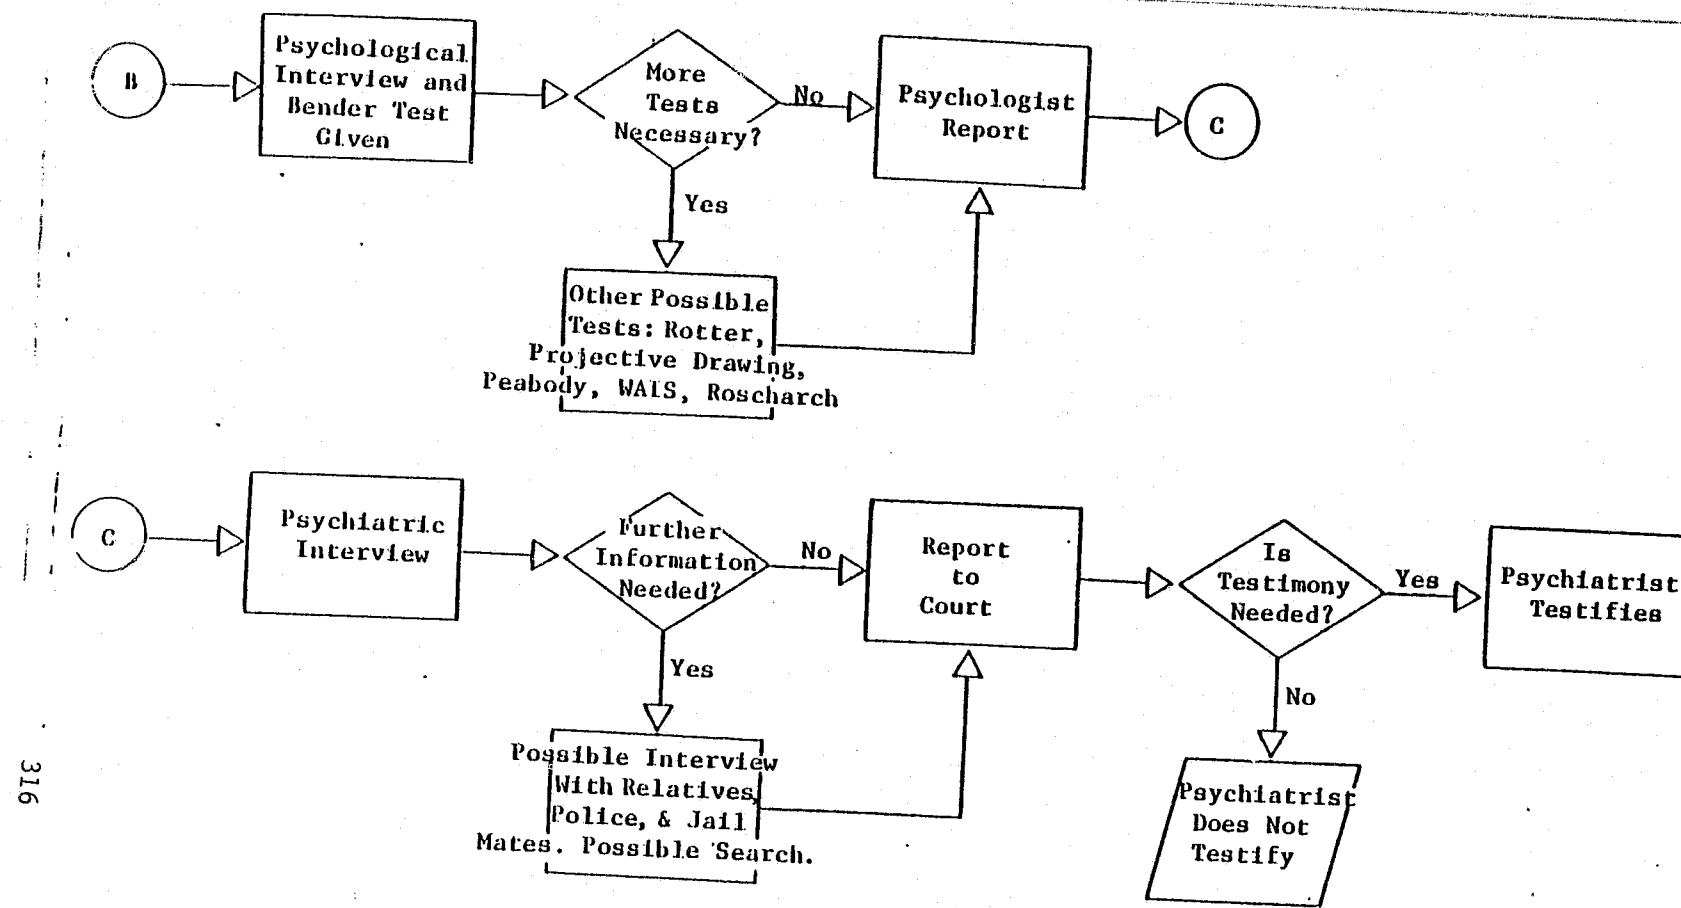 B
Psychological
Interview and
Bender Test
Given
More
Tests
Necessary?
No
Psychologist
Report
C
Yes
Other Possible
Tests: Rotter,
Projective Drawing,
Peabody, WAIS, Roscharch
C
Psychiatric
Interview
Further
Information
Needed?
No
Report
to
Court
Is
Testimony
Needed?
Yes
Psychiatrist
Testifies
Yes
Possible Interview
With Relatives,
Police, & Jail
Mates. Possible Search.
No
Psychiatrist
Does Not
Testify
316